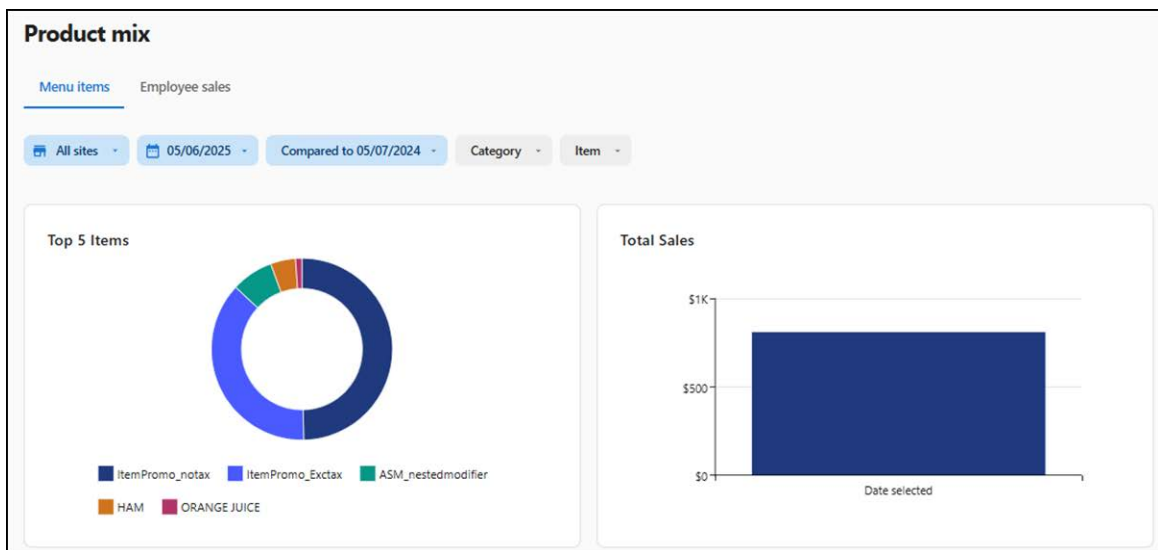 Product mix
Menu items Employee sales
All sites 05/06/2025 Compared to 05/07/2024 Category Item
Top 5 Items
ItemPromo_notax ItemPromo_Exctax ASM_nestedmodifier
HAM ORANGE JUICE
Total Sales
$1K
$500
$0
Date selected